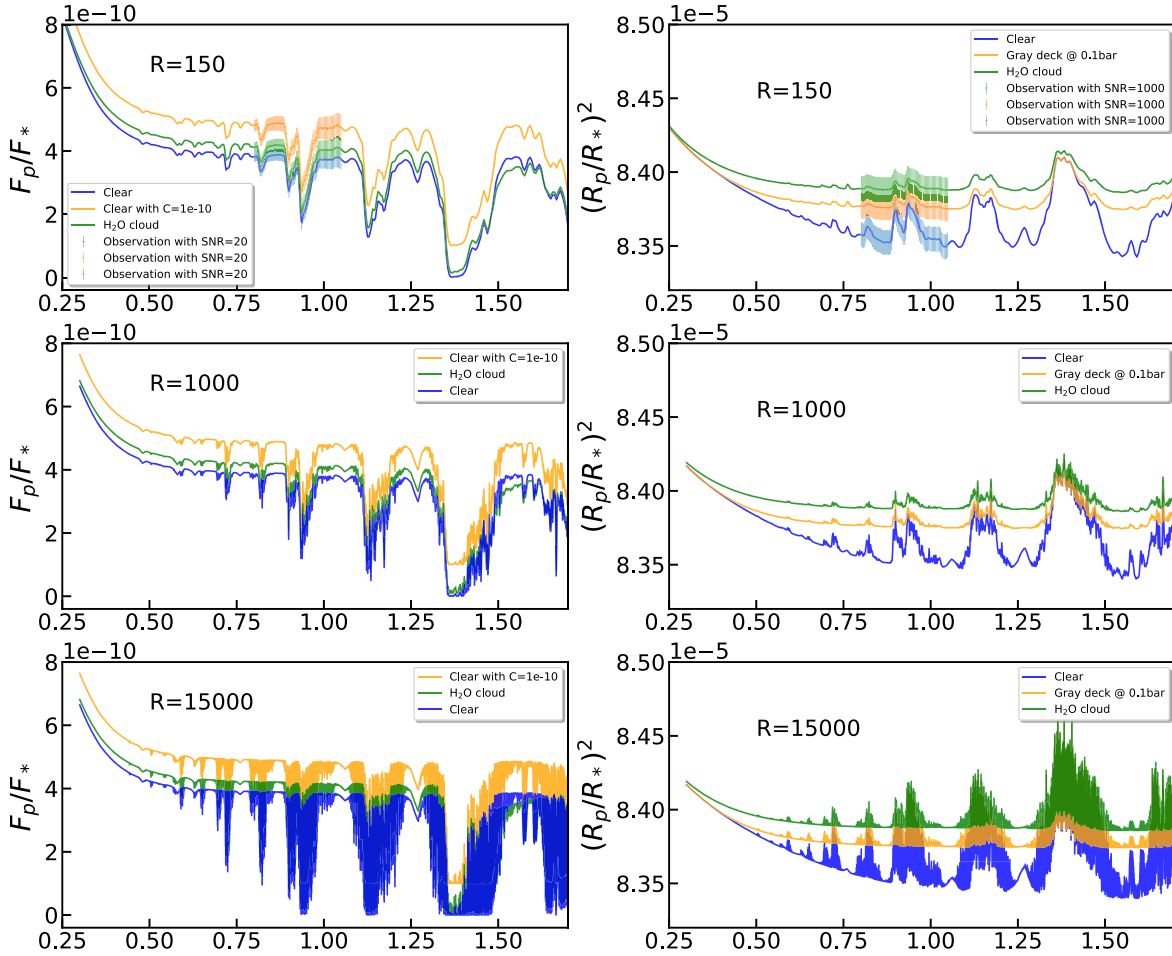 1e−10
8
6
4
2
0
F_p/F_*
R=150
Clear
Clear with C=1e-10
H₂O cloud
Observation with SNR=20
Observation with SNR=20
Observation with SNR=20
0.25 0.50 0.75 1.00 1.25 1.50
1e−5
8.50
8.45
8.40
8.35
(R_p/R_*)²
R=150
Clear
Gray deck @ 0.1bar
H₂O cloud
Observation with SNR=1000
Observation with SNR=1000
Observation with SNR=1000
0.25 0.50 0.75 1.00 1.25 1.50
1e−10
8
6
4
2
0
F_p/F_*
R=1000
Clear with C=1e-10
H₂O cloud
Clear
0.25 0.50 0.75 1.00 1.25 1.50
1e−5
8.50
8.45
8.40
8.35
(R_p/R_*)²
R=1000
Clear
Gray deck @ 0.1bar
H₂O cloud
0.25 0.50 0.75 1.00 1.25 1.50
1e−10
8
6
4
2
0
F_p/F_*
R=15000
Clear with C=1e-10
H₂O cloud
Clear
0.25 0.50 0.75 1.00 1.25 1.50
1e−5
8.50
8.45
8.40
8.35
(R_p/R_*)²
R=15000
Clear
Gray deck @ 0.1bar
H₂O cloud
0.25 0.50 0.75 1.00 1.25 1.50